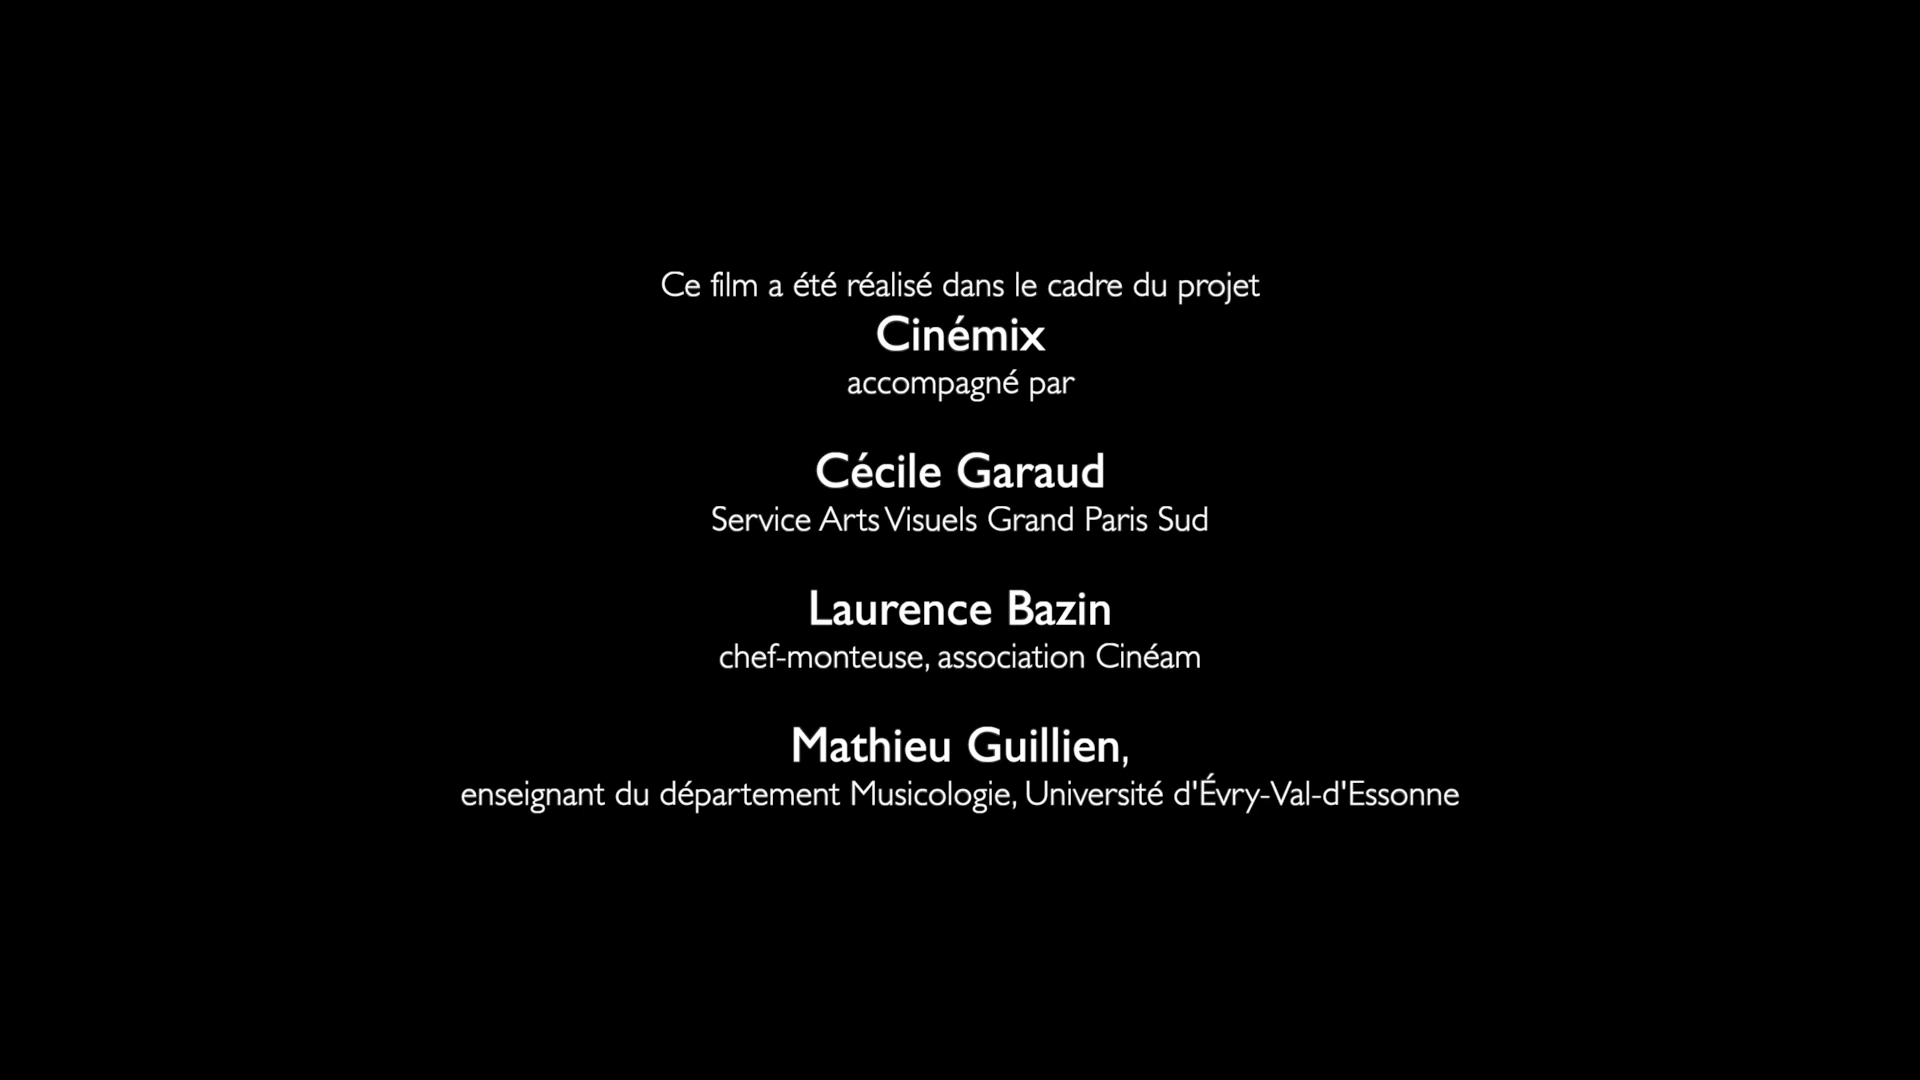 Ce film a été réalisé dans le cadre du projet
Cinémix
accompagné par
Cécile Garaud
Service Arts Visuels Grand Paris Sud
Laurence Bazin
chef-monteuse, association Cinéam
Mathieu Guillien,
enseignant du département Musicologie, Université d'Évry-Val-d'Essonne